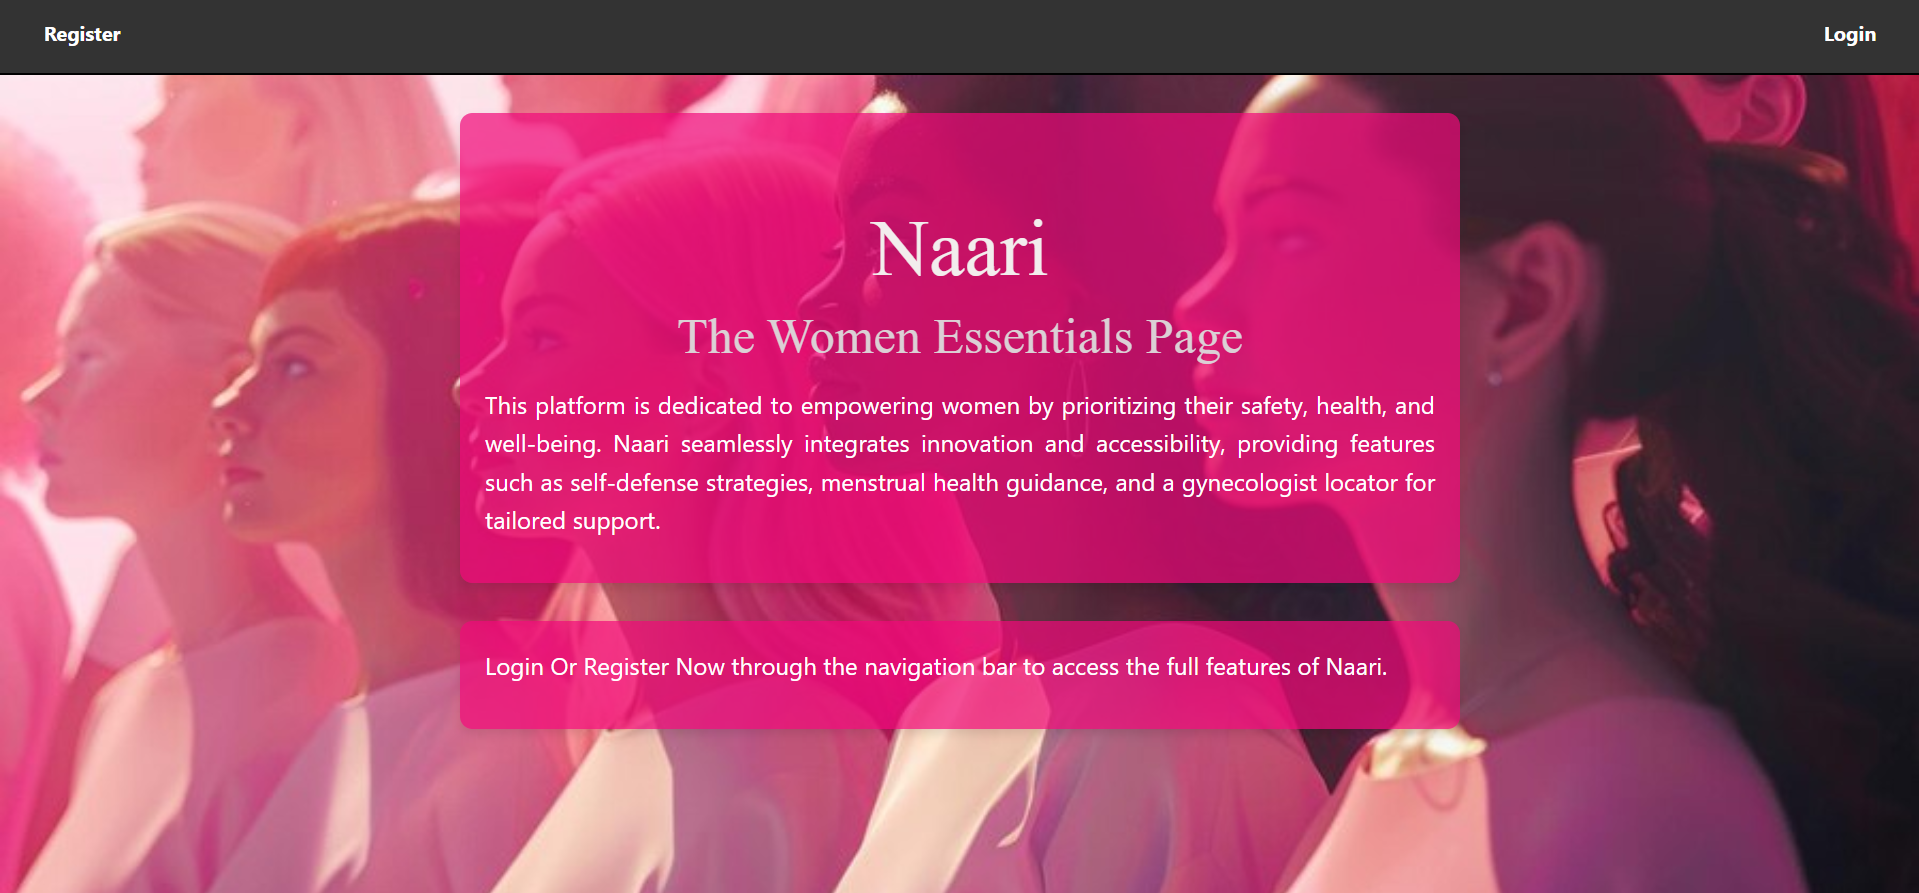 Register
Login
Naari
The Women Essentials Page
This platform is dedicated to empowering women by prioritizing their safety, health, and
well-being. Naari seamlessly integrates innovation and accessibility, providing features
such as self-defense strategies, menstrual health guidance, and a gynecologist locator for
tailored support.
Login Or Register Now through the navigation bar to access the full features of Naari.